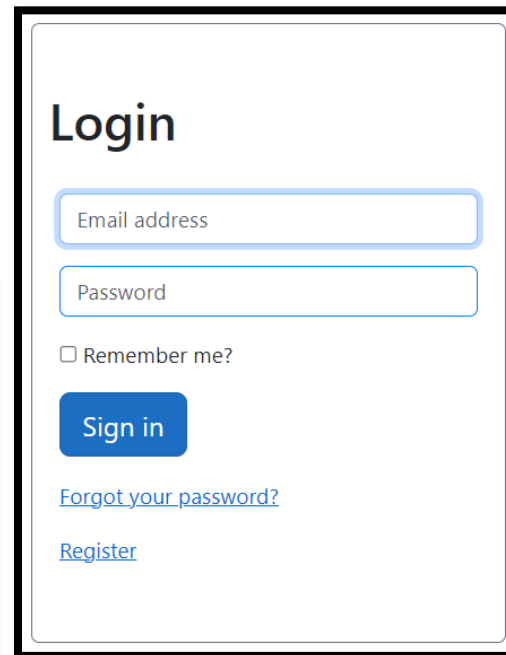 Login
Email address
Password
Remember me?
Sign in
Forgot your password?
Register